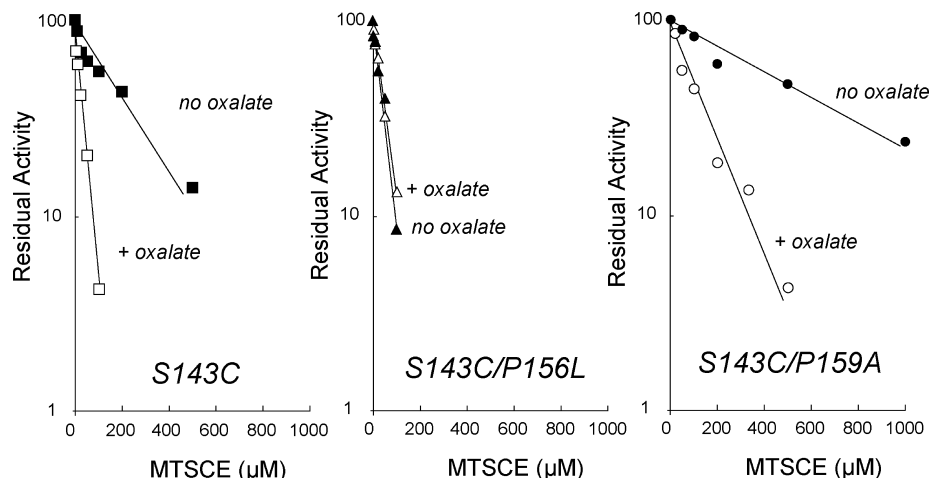 100
10
1
Residual Activity
no oxalate
+ oxalate
S143C
0 200 400 600 800 1000
MTSCE (µM)
100
10
1
Residual Activity
+ oxalate
no oxalate
S143C/P156L
0 200 400 600 800 1000
MTSCE (µM)
100
10
1
Residual Activity
no oxalate
+ oxalate
S143C/P159A
0 200 400 600 800 1000
MTSCE (µM)